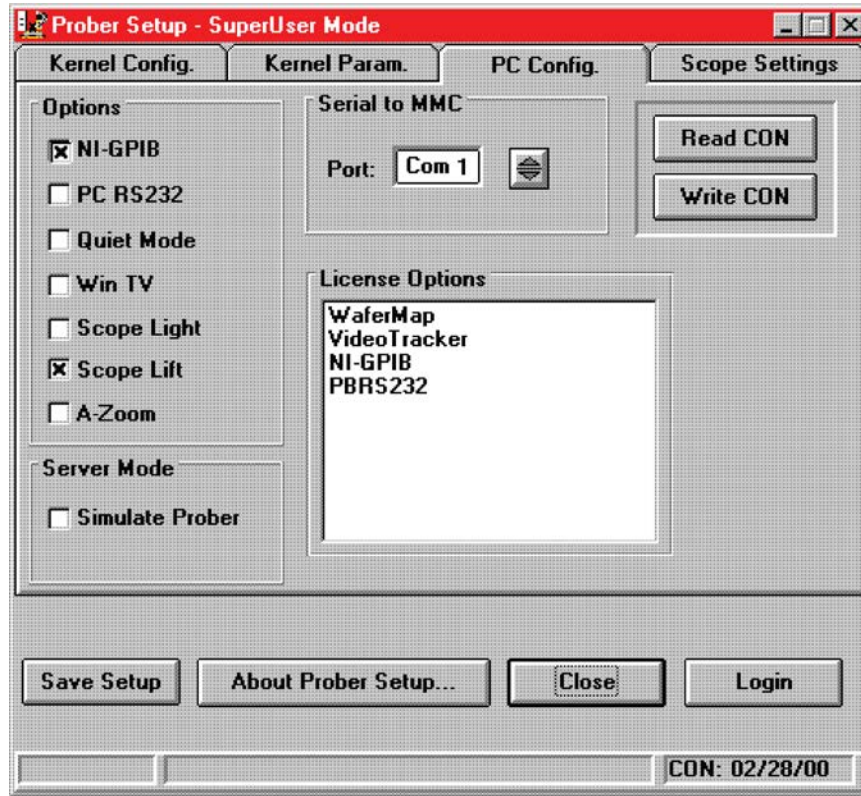 Prober Setup - SuperUser Mode
Kernel Config.
Kernel Param.
PC Config.
Scope Settings
Options
NI-GPIB
PC RS232
Quiet Mode
Win TV
Scope Light
Scope Lift
A-Zoom
Server Mode
Simulate Prober
Serial to MMC
Port: Com 1
Read CON
Write CON
License Options
WaferMap
VideoTracker
NI-GPIB
PBRS232
Save Setup
About Prober Setup...
Close
Login
CON: 02/28/00